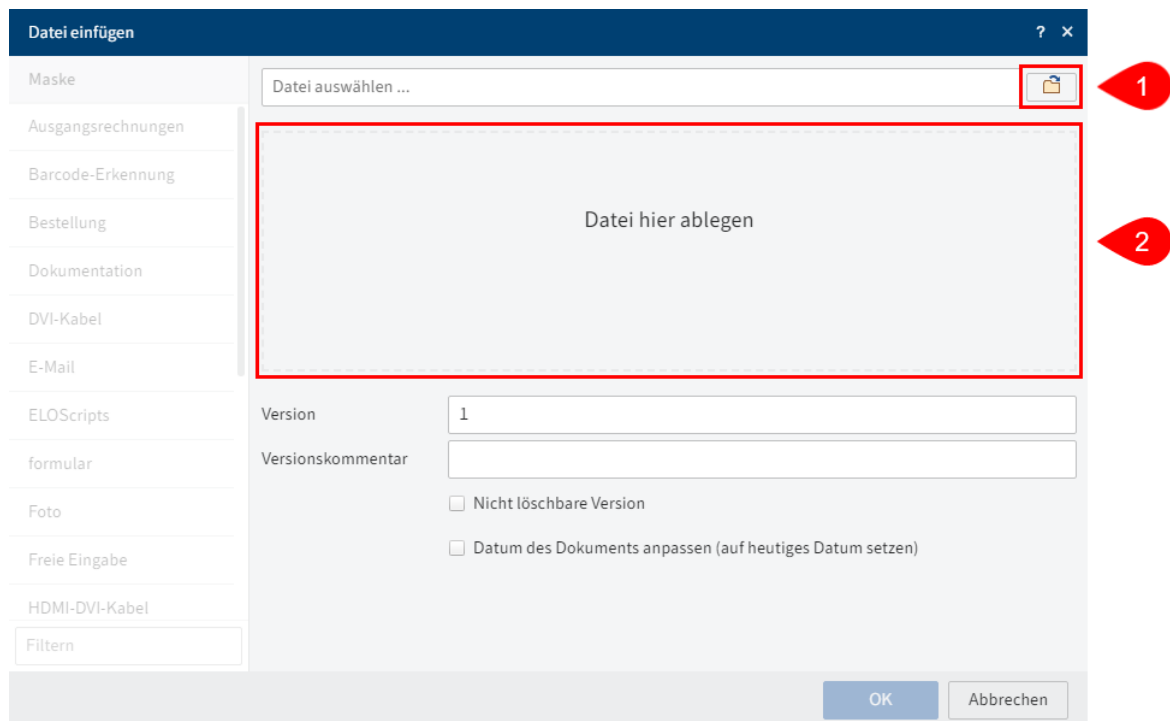 Datei einfügen ? ×
Maske
Ausgangsrechnungen
Barcode-Erkennung
Bestellung
Dokumentation
DVI-Kabel
E-Mail
ELOScripts
formular
Foto
Freie Eingabe
HDMI-DVI-Kabel
Filtern
Datei auswählen ...
1
Datei hier ablegen
2
Version 1
Versionskommentar
Nicht löschbare Version
Datum des Dokuments anpassen (auf heutiges Datum setzen)
OK Abbrechen